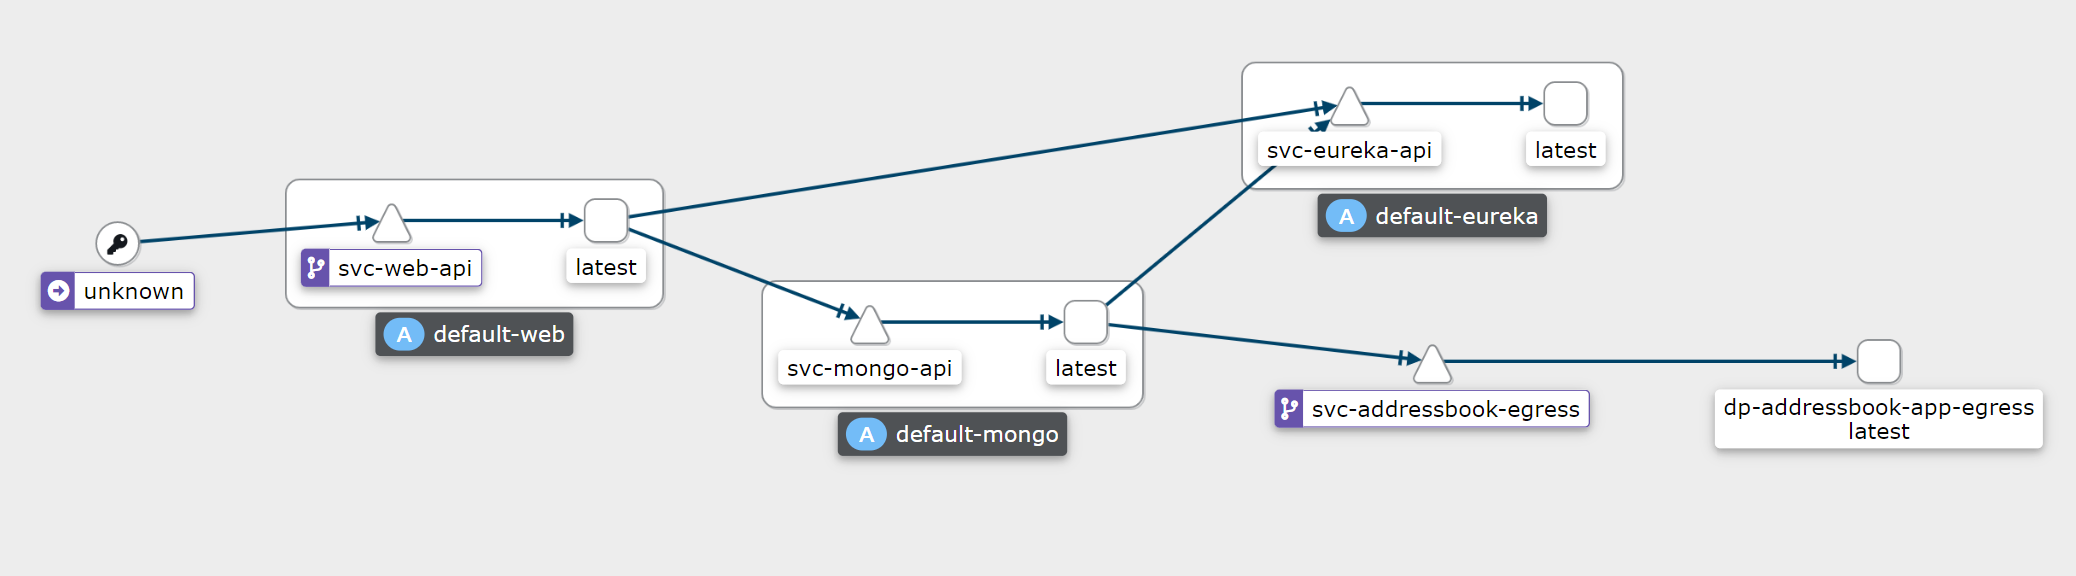 unknown
svc-web-api
latest
A default-web
svc-mongo-api
latest
A default-mongo
svc-eureka-api
latest
A default-eureka
svc-addressbook-egress
dp-addressbook-app-egress
latest